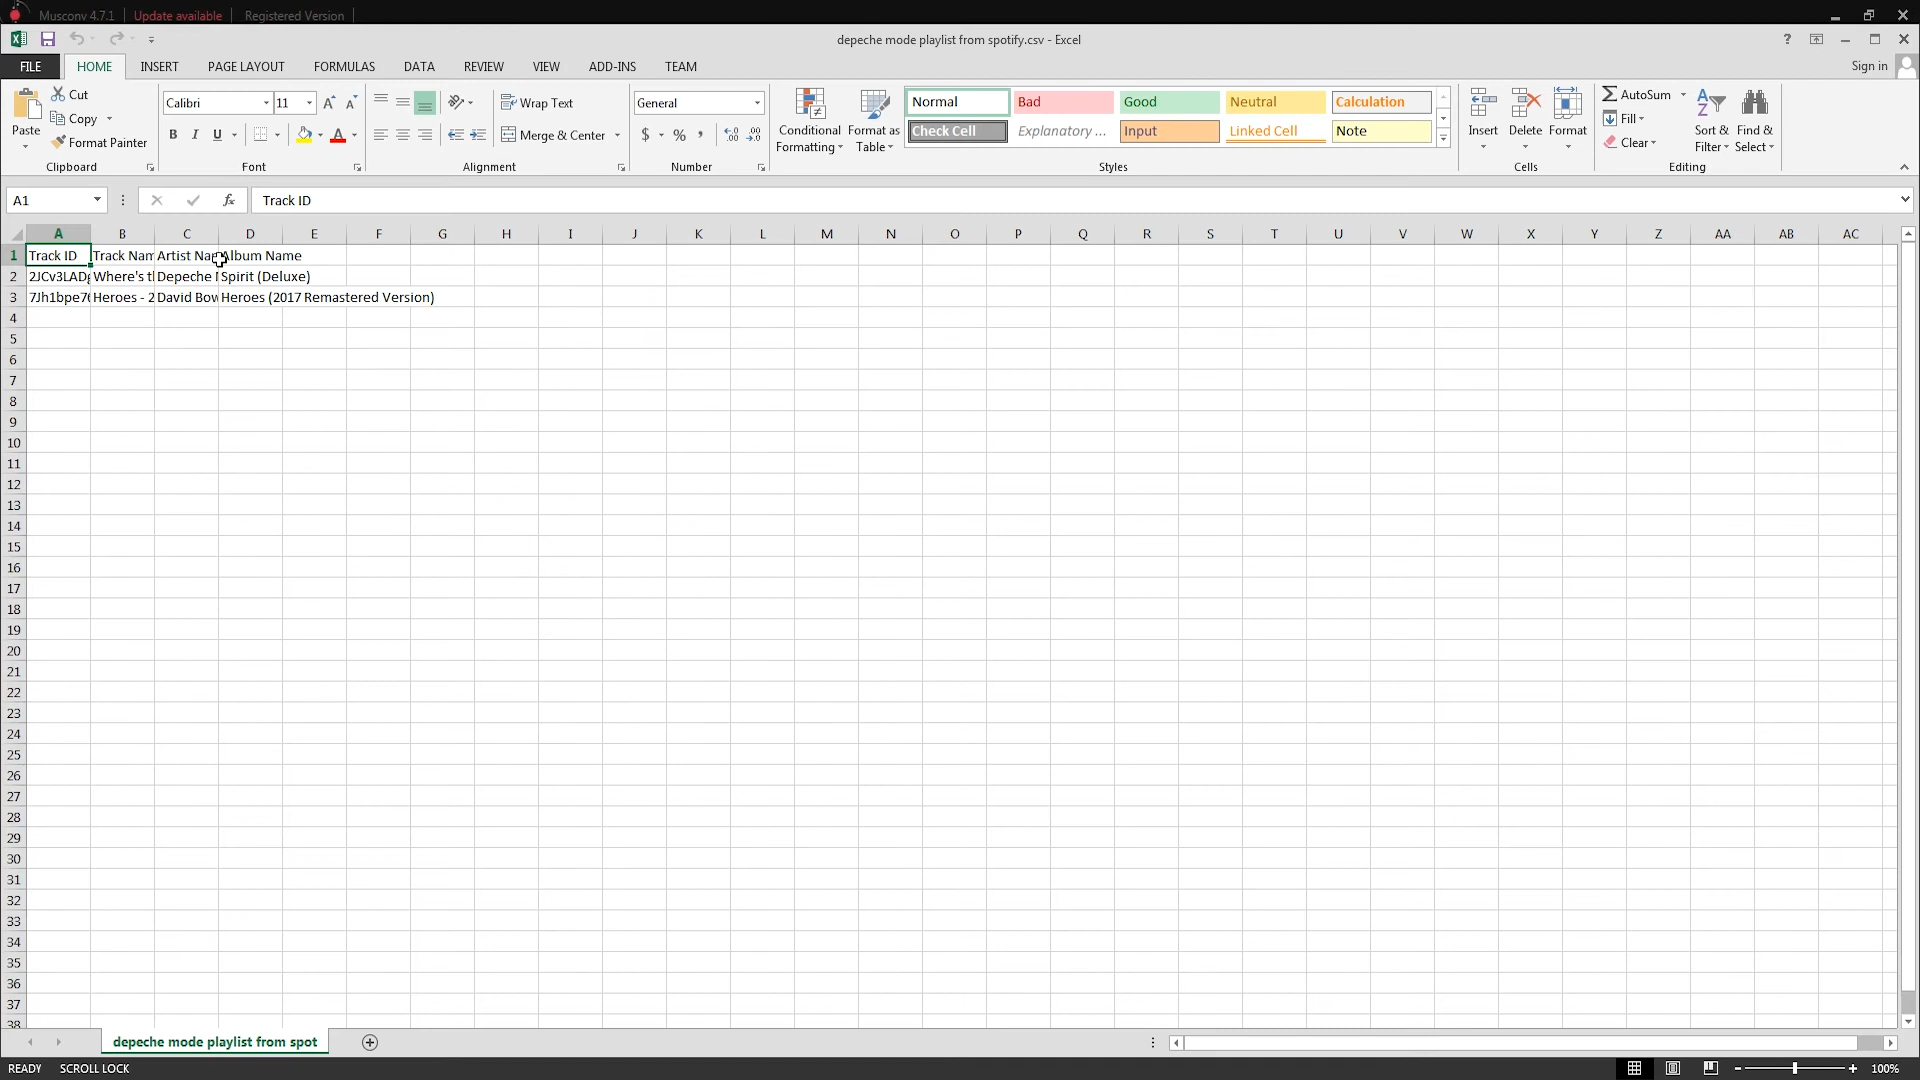 Musconv 4.7.1 | Update available | Registered Version |
depeche mode playlist from spotify.csv - Excel
FILE HOME INSERT PAGE LAYOUT FORMULAS DATA REVIEW VIEW ADD-INS TEAM Sign in
Paste
Cut
Copy
Format Painter
Clipboard
Calibri 11
B I U
Font
Wrap Text
Merge & Center
Alignment
General
$ % ,
Number
Conditional Formatting
Format as Table
Normal Bad Good Neutral Calculation
Check Cell Explanatory ... Input Linked Cell Note
Styles
Insert Delete Format
Cells
AutoSum
Fill
Clear
Sort & Filter
Find & Select
Editing
A1 fx Track ID
A B C D E F G H I J K L M N O P Q R S T U V W X Y Z AA AB AC
1 Track ID Track Nam Artist Na Album Name
2 2JCv3LAD Where's t Depeche Spirit (Deluxe)
3 7Jh1bpe7 Heroes - 2 David Bow Heroes (2017 Remastered Version)
4
5
6
7
8
9
10
11
12
13
14
15
16
17
18
19
20
21
22
23
24
25
26
27
28
29
30
31
32
33
34
35
36
37
38
depeche mode playlist from spot
READY SCROLL LOCK 100%